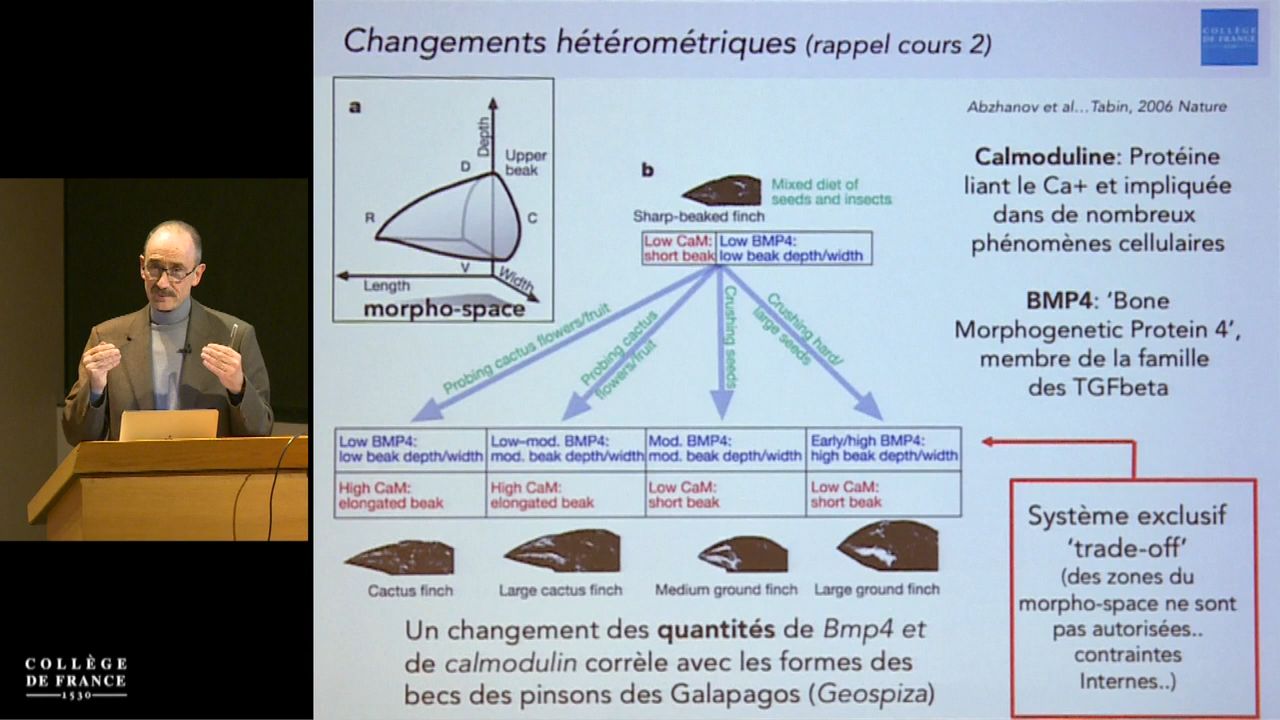 Changements hétérométriques (rappel cours 2)
COLLÈGE
DE FRANCE
1530
a
Depth
D
Upper
beak
R
C
V
Width
Length
morpho-space
b
Mixed diet of
seeds and insects
Sharp-beaked finch
Low CaM:
short beak
Low BMP4:
low beak depth/width
Probing cactus flowers/fruit
Probing cactus
flowers/fruit
Crushing seeds
Crushing hard/
large seeds
Low BMP4:
low beak depth/width
Low–mod. BMP4:
mod. beak depth/width
Mod. BMP4:
mod. beak depth/width
Early/high BMP4:
high beak depth/width
High CaM:
elongated beak
High CaM:
elongated beak
Low CaM:
short beak
Low CaM:
short beak
Cactus finch
Large cactus finch
Medium ground finch
Large ground finch
Un changement des quantités de Bmp4 et
de calmodulin corrèle avec les formes des
becs des pinsons des Galapagos (Geospiza)
Abzhanov et al...Tabin, 2006 Nature
Calmoduline: Protéine
liant le Ca+ et impliquée
dans de nombreux
phénomènes cellulaires
BMP4: ‘Bone
Morphogenetic Protein 4’,
membre de la famille
des TGFbeta
Système exclusif
‘trade-off’
(des zones du
morpho-space ne sont
pas autorisées..
contraintes
Internes..)
COLLÈGE
DE FRANCE
1530